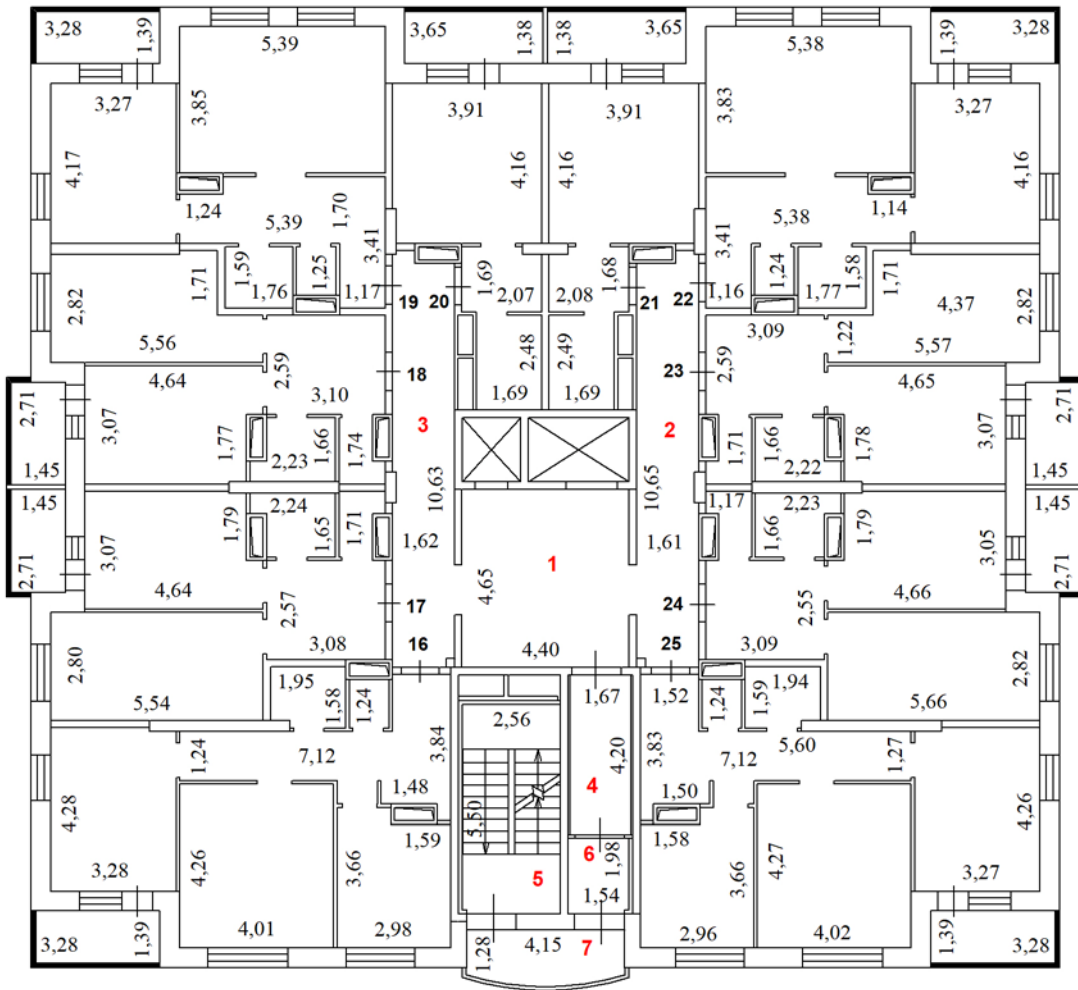 3,28 1,39 5,39 3,65 1,38 1,38 3,65 5,38 1,39 3,28
3,27 3,85 3,91 3,91 3,83 3,27
4,17 4,16 4,16 4,16
1,24 5,39 1,70 3,41 3,41 5,38 1,14
1,71 1,59 1,76 1,25 1,17 19 20 1,69 2,07 2,08 1,68 21 22 1,16 1,24 1,77 1,58 1,71
2,82 4,37 2,82
5,56 2,59 3,10 18 2,48 2,49 23 2,59 3,09 1,22 5,57
4,64 1,69 1,69 4,65
2,71 3,07 1,77 2,23 1,66 1,74 3 2 1,71 1,66 2,22 1,78 3,07 2,71
1,45 10,63 10,65 1,45
1,45 2,24 1,17 2,23 1,45
2,71 3,07 1,79 1,65 1,71 1,62 1 1,61 1,66 1,79 3,05 2,71
4,64 2,57 17 4,65 24 2,55 4,66
3,08 16 4,40 25 3,09
2,80 5,54 1,95 1,58 1,24 2,56 1,67 1,52 1,24 1,59 1,94 5,66 2,82
1,24 7,12 3,84 4,20 3,83 7,12 5,60 1,27
4,28 1,48 4 1,50 4,26
4,26 3,66 1,59 5,50 6 1,98 1,58 3,66 4,27
3,28 5 1,54 3,27
3,28 1,39 4,01 2,98 1,28 4,15 7 2,96 4,02 1,39 3,28